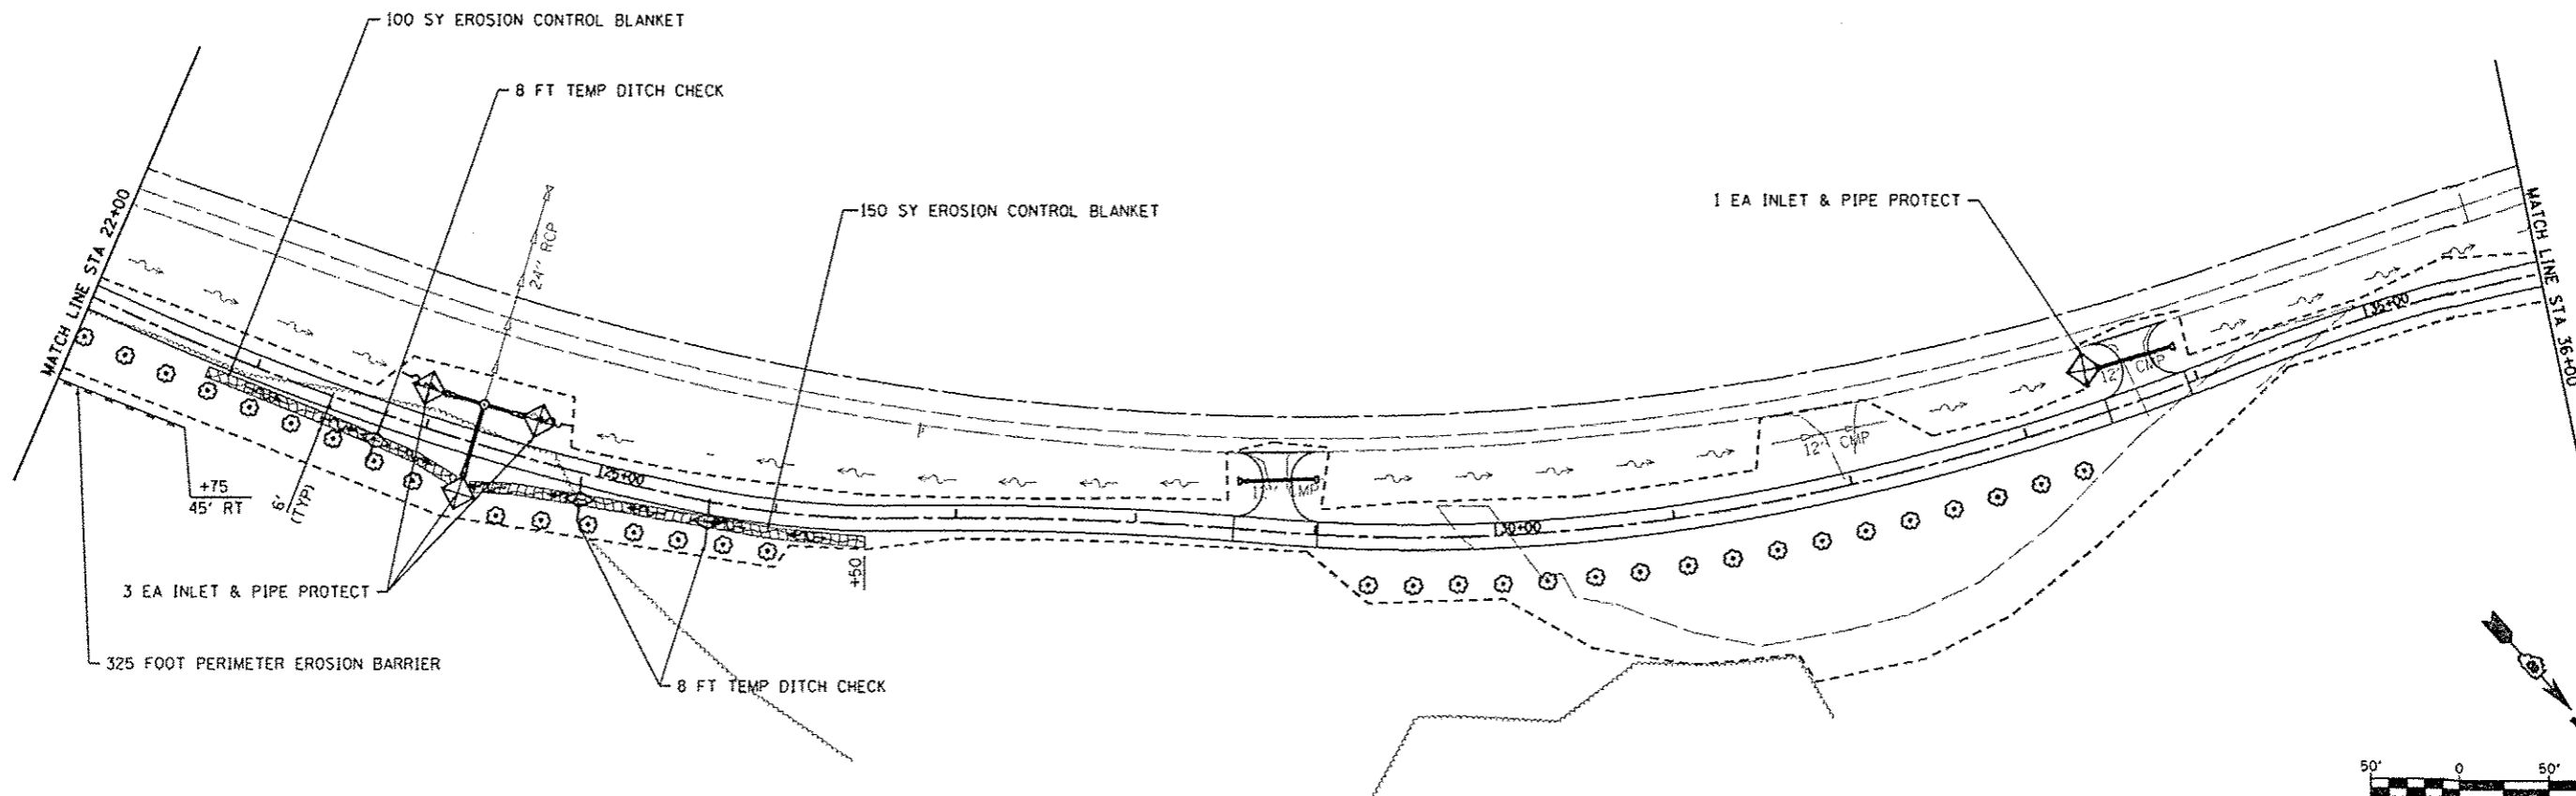 100 SY EROSION CONTROL BLANKET
8 FT TEMP DITCH CHECK
150 SY EROSION CONTROL BLANKET
1 EA INLET & PIPE PROTECT
MATCH LINE STA 22+00
24" RCP
MATCH LINE STA 36+00
135+00
12" CMP
12" CMP
125+00
130+00
6'
(TYP)
+75
45' RT
+50
3 EA INLET & PIPE PROTECT
325 FOOT PERIMETER EROSION BARRIER
8 FT TEMP DITCH CHECK
50' 0 50'